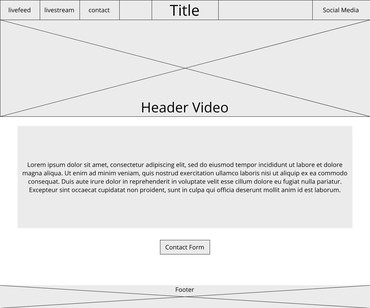 livefeed livestream contact Title Social Media
Header Video
Lorem ipsum dolor sit amet, consectetur adipiscing elit, sed do eiusmod tempor incididunt ut labore et dolore
magna aliqua. Ut enim ad minim veniam, quis nostrud exercitation ullamco laboris nisi ut aliquip ex ea commodo
consequat. Duis aute irure dolor in reprehenderit in voluptate velit esse cillum dolore eu fugiat nulla pariatur.
Excepteur sint occaecat cupidatat non proident, sunt in culpa qui officia deserunt mollit anim id est laborum.
Contact Form
Footer